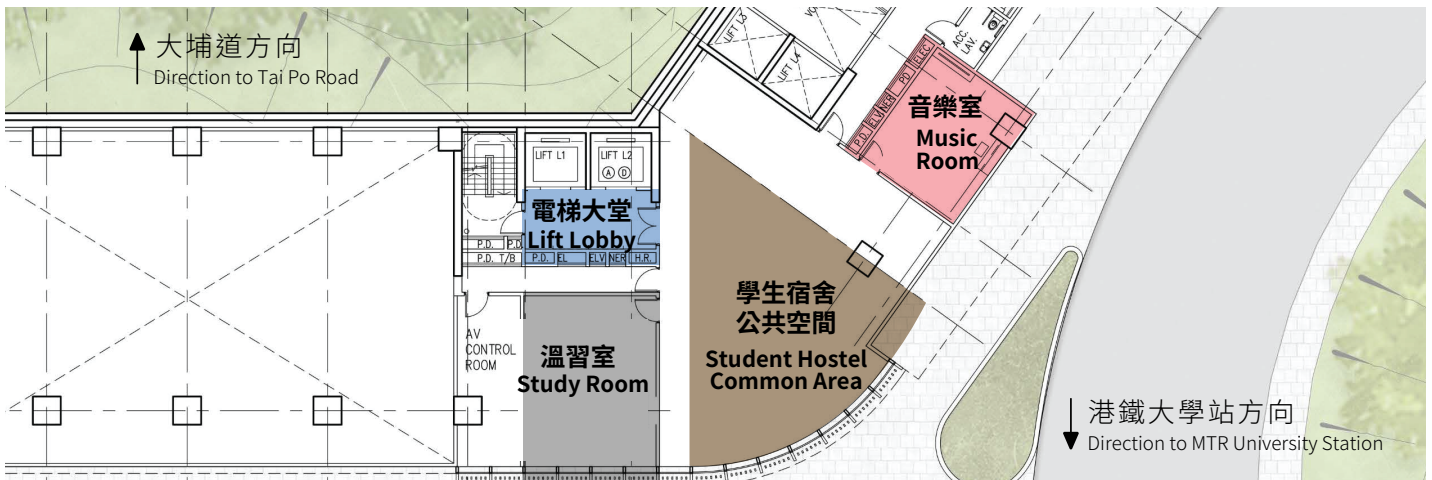 大埔道方向
Direction to Tai Po Road
LIFT L3
LIFT L4
ACC.
LAV.
P.D.
ELV
NER
PD
ELEC.
音樂室
Music
Room
LIFT L1
LIFT L2
A D
電梯大堂
Lift Lobby
P.D. P.D.
P.D. T/B P.D. EL ELV NER H.R.
AV
CONTROL
ROOM
溫習室
Study Room
學生宿舍
公共空間
Student Hostel
Common Area
港鐵大學站方向
Direction to MTR University Station